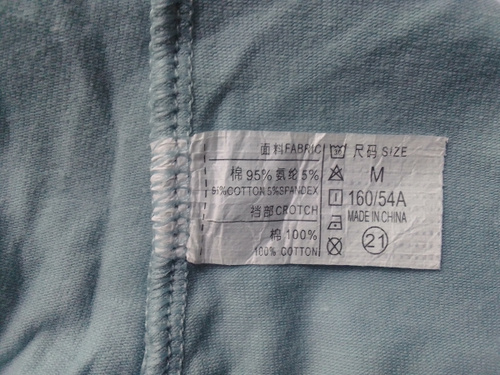 面料FABRIC
棉 95% 氨纶 5%
95%COTTON 5%SPANDEX
挡部CROTCH
棉 100%
100% COTTON
尺码 SIZE
M
160/54A
MADE IN CHINA
21